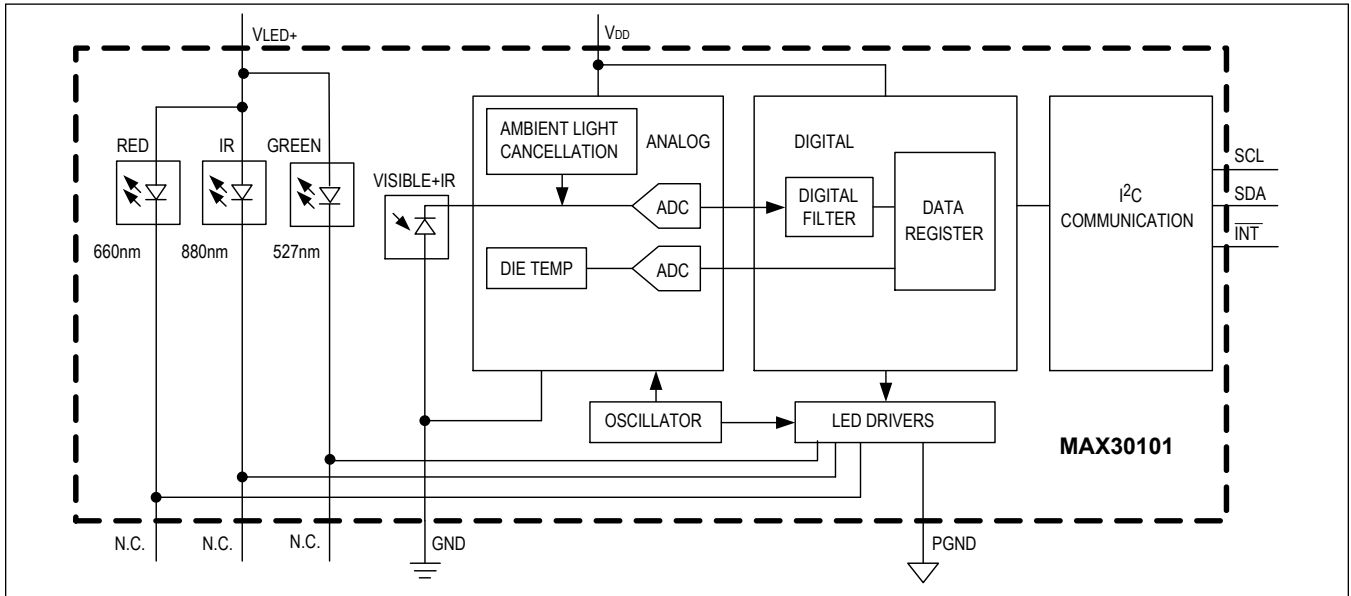 VLED+
VDD
RED
IR
GREEN
660nm
880nm
527nm
VISIBLE+IR
AMBIENT LIGHT
CANCELLATION
ANALOG
ADC
DIE TEMP
ADC
DIGITAL
DIGITAL
FILTER
DATA
REGISTER
I²C
COMMUNICATION
SCL
SDA
I̅N̅T̅
OSCILLATOR
LED DRIVERS
MAX30101
N.C.
N.C.
N.C.
GND
PGND